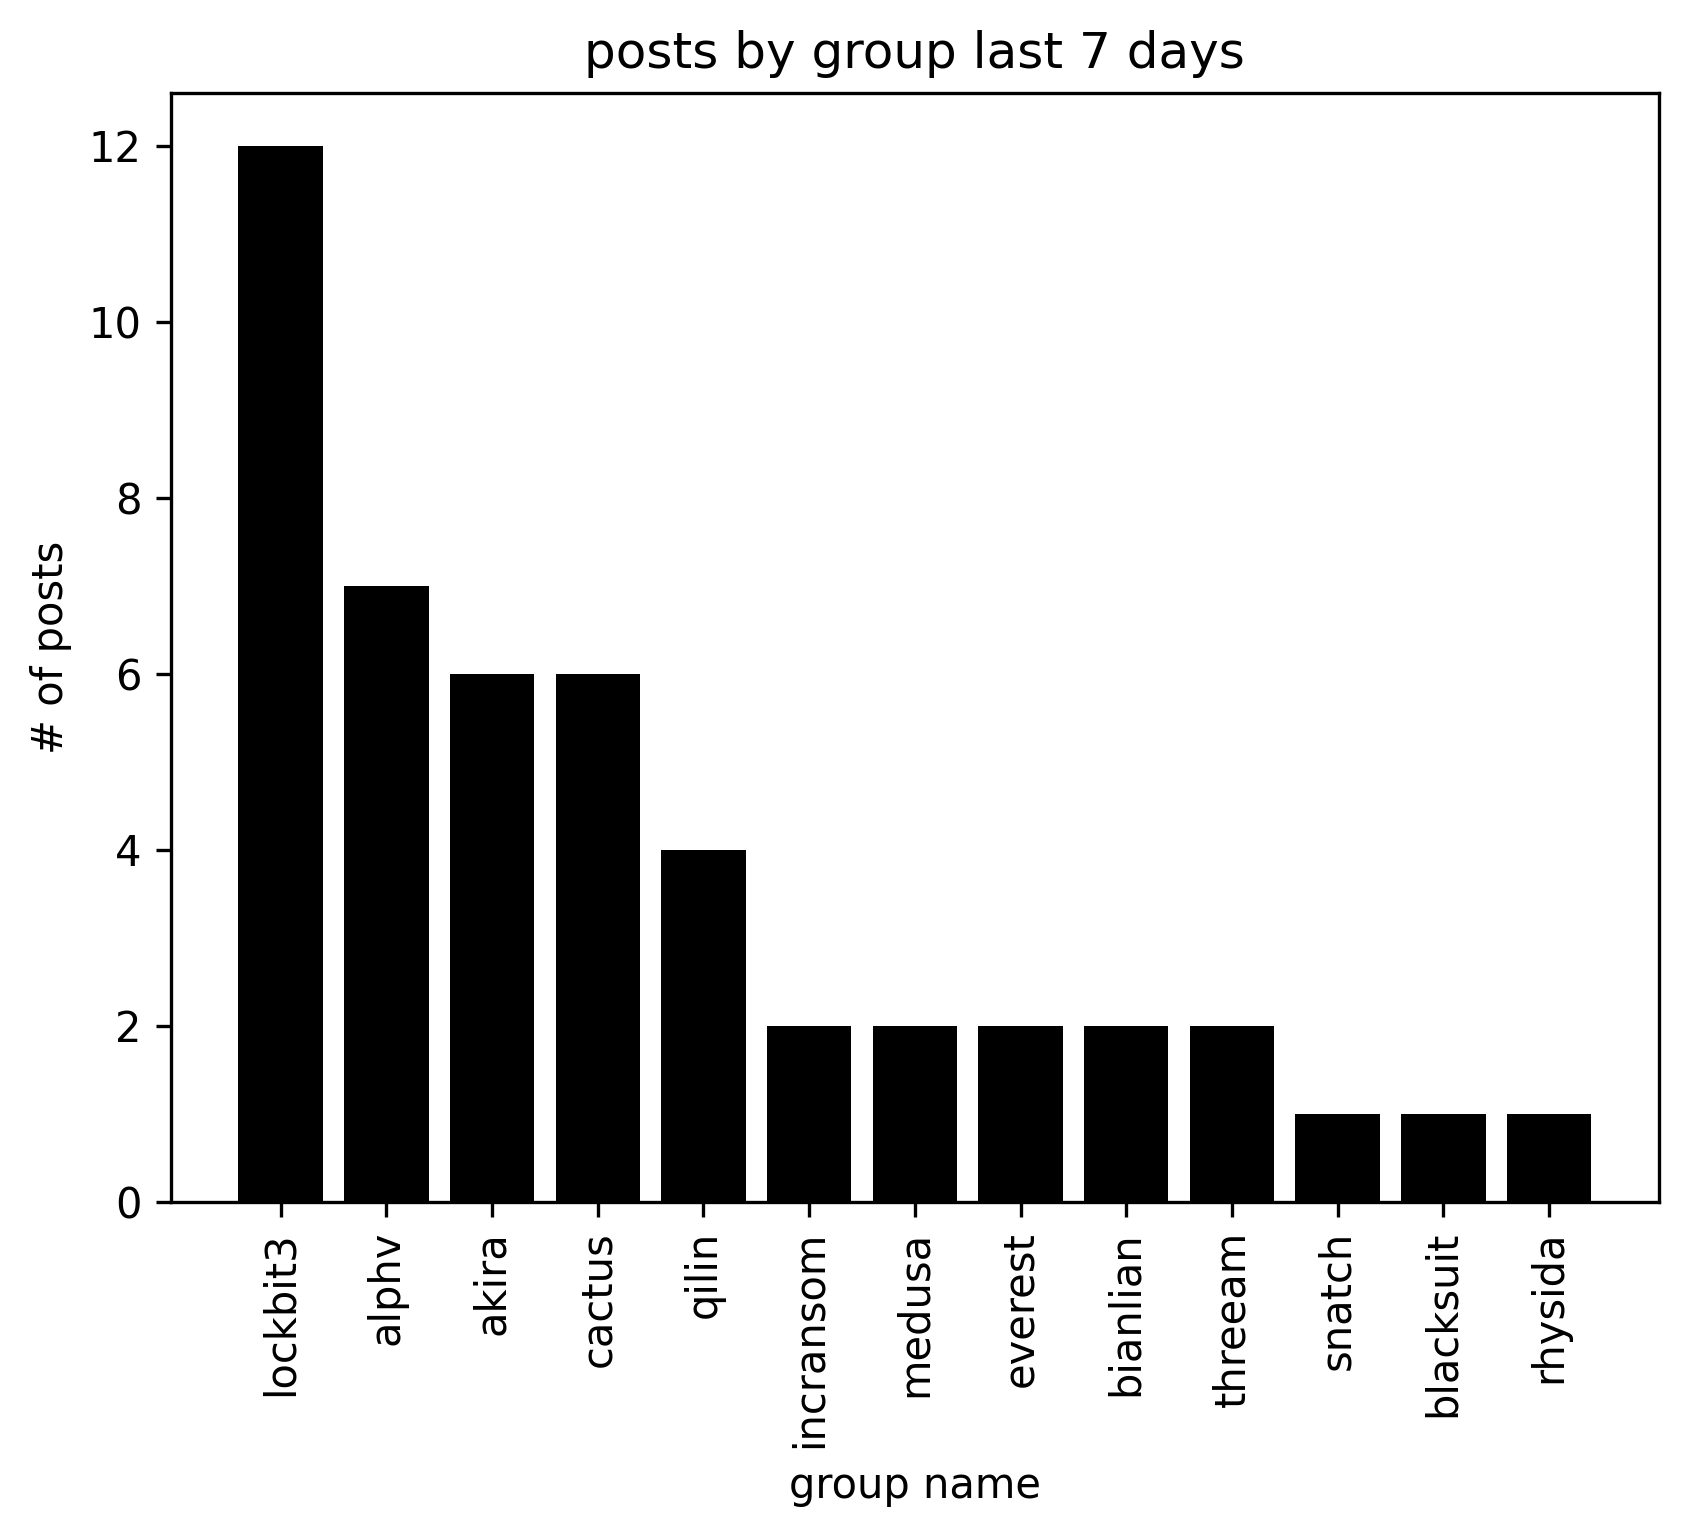 posts by group last 7 days
# of posts
12
10
8
6
4
2
0
lockbit3
alphv
akira
cactus
qilin
incransom
medusa
everest
bianlian
threeam
snatch
blacksuit
rhysida
group name